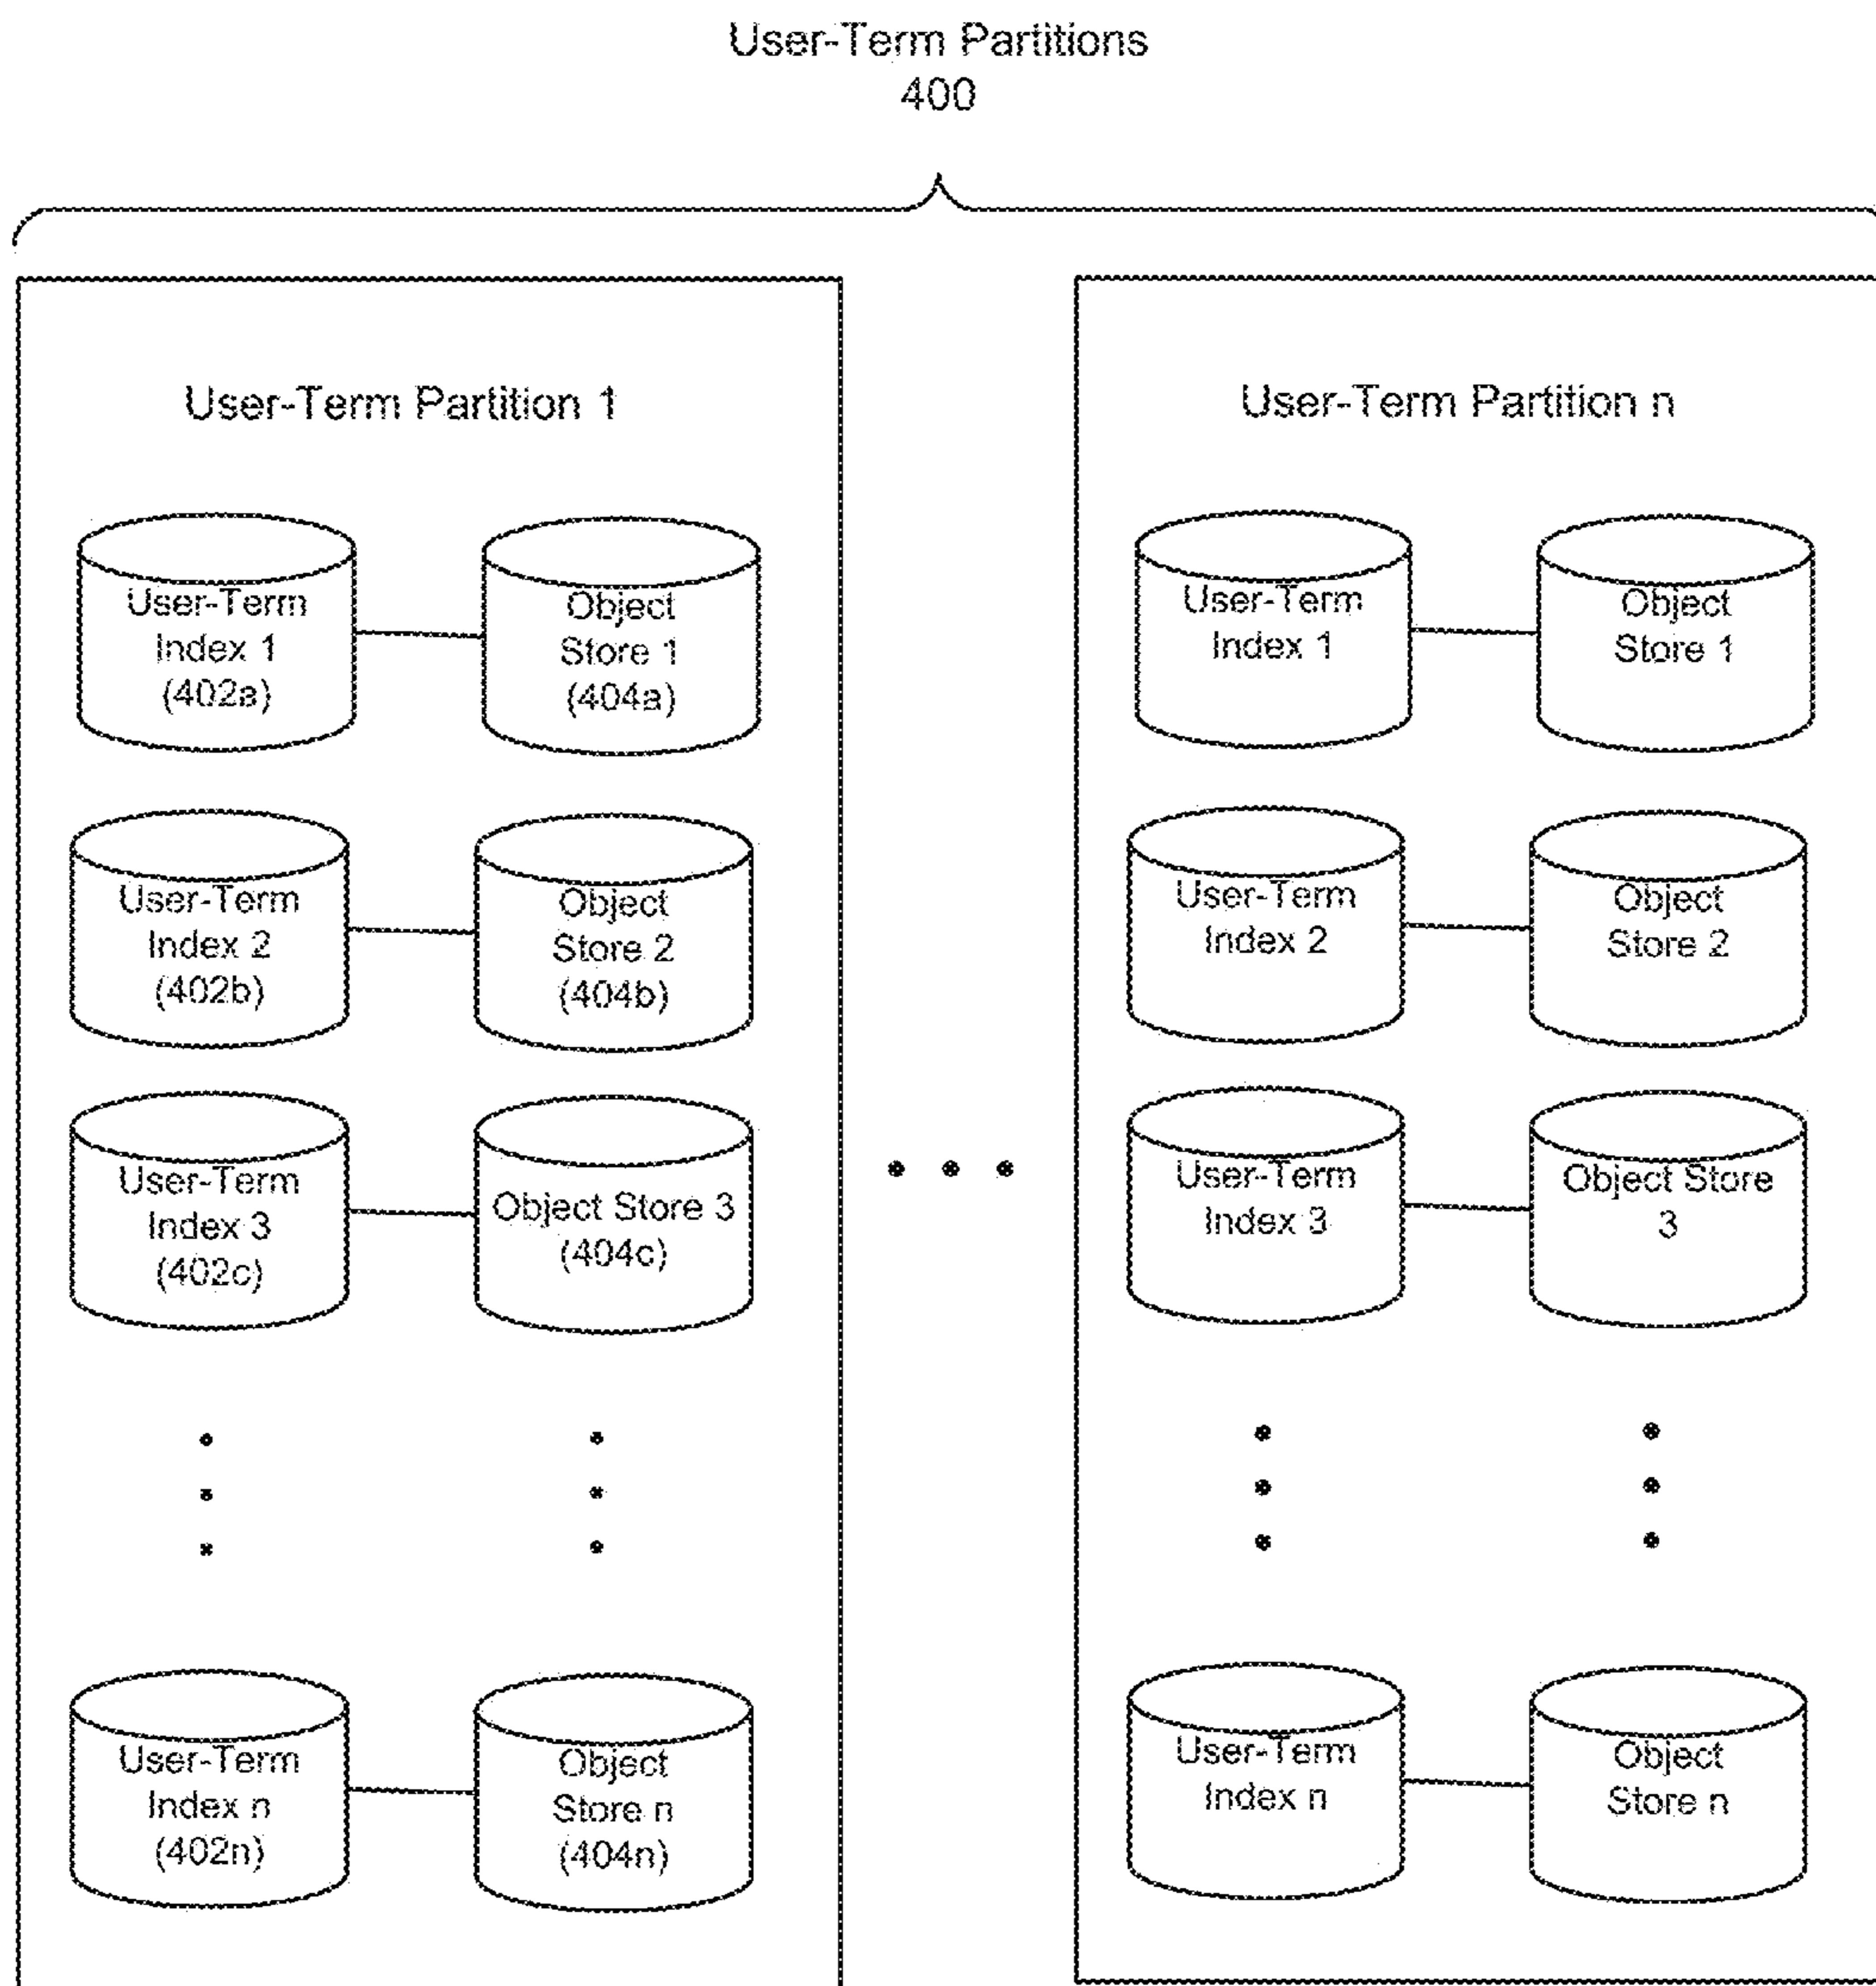 User-Term Partitions
400
User-Term Partition 1
User-Term
Index 1
(402a)
Object
Store 1
(404a)
User-Term
Index 2
(402b)
Object
Store 2
(404b)
User-Term
Index 3
(402c)
Object Store 3
(404c)
User-Term
Index n
(402n)
Object
Store n
(404n)
User-Term Partition n
User-Term
Index 1
Object
Store 1
User-Term
Index 2
Object
Store 2
User-Term
Index 3
Object Store
3
User-Term
Index n
Object
Store n